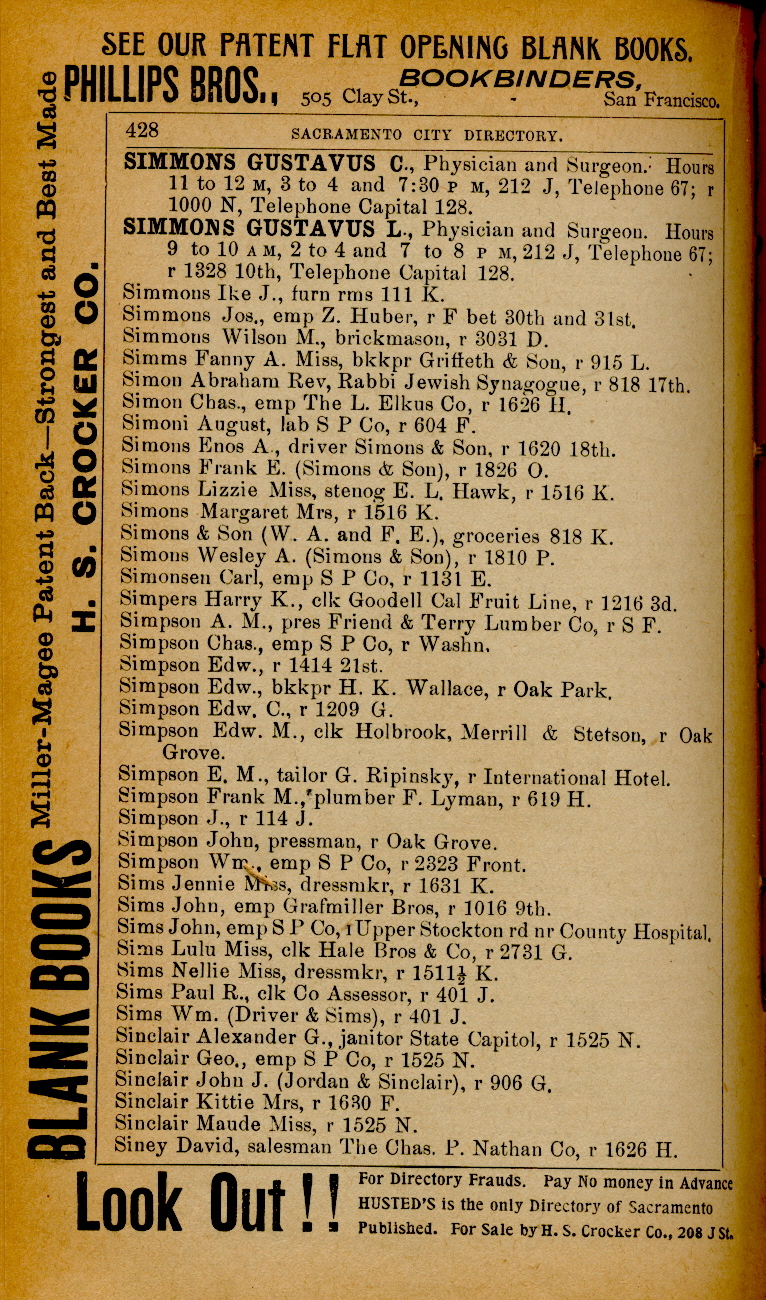 SEE OUR PATENT FLAT OPENING BLANK BOOKS.
PHILLIPS BROS., 505 Clay St., BOOKBINDERS, - San Francisco.
428 SACRAMENTO CITY DIRECTORY.
SIMMONS GUSTAVUS C., Physician and Surgeon. Hours
11 to 12 M, 3 to 4 and 7:30 P M, 212 J, Telephone 67; r
1000 N, Telephone Capital 128.
SIMMONS GUSTAVUS L., Physician and Surgeon. Hours
9 to 10 A M, 2 to 4 and 7 to 8 P M, 212 J, Telephone 67;
r 1328 10th, Telephone Capital 128.
Simmons Ike J., furn rms 111 K.
Simmons Jos., emp Z. Huber, r F bet 30th and 31st.
Simmons Wilson M., brickmason, r 3031 D.
Simms Fanny A. Miss, bkkpr Griffeth & Son, r 915 L.
Simon Abraham Rev, Rabbi Jewish Synagogue, r 818 17th.
Simon Chas., emp The L. Elkus Co, r 1626 H.
Simoni August, lab S P Co, r 604 F.
Simons Enos A., driver Simons & Son, r 1620 18th.
Simons Frank E. (Simons & Son), r 1826 O.
Simons Lizzie Miss, stenog E. L. Hawk, r 1516 K.
Simons Margaret Mrs, r 1516 K.
Simons & Son (W. A. and F. E.), groceries 818 K.
Simons Wesley A. (Simons & Son), r 1810 P.
Simonsen Carl, emp S P Co, r 1131 E.
Simpers Harry K., clk Goodell Cal Fruit Line, r 1216 3d.
Simpson A. M., pres Friend & Terry Lumber Co, r S F.
Simpson Chas., emp S P Co, r Washn.
Simpson Edw., r 1414 21st.
Simpson Edw., bkkpr H. K. Wallace, r Oak Park.
Simpson Edw. C., r 1209 G.
Simpson Edw. M., clk Holbrook, Merrill & Stetson, r Oak
Grove.
Simpson E. M., tailor G. Ripinsky, r International Hotel.
Simpson Frank M., plumber F. Lyman, r 619 H.
Simpson J., r 114 J.
Simpson John, pressman, r Oak Grove.
Simpson Wm., emp S P Co, r 2323 Front.
Sims Jennie Miss, dressmkr, r 1631 K.
Sims John, emp Grafmiller Bros, r 1016 9th.
Sims John, emp S P Co, r Upper Stockton rd nr County Hospital.
Sims Lulu Miss, clk Hale Bros & Co, r 2731 G.
Sims Nellie Miss, dressmkr, r 1511½ K.
Sims Paul R., clk Co Assessor, r 401 J.
Sims Wm. (Driver & Sims), r 401 J.
Sinclair Alexander G., janitor State Capitol, r 1525 N.
Sinclair Geo., emp S P Co, r 1525 N.
Sinclair John J. (Jordan & Sinclair), r 906 G.
Sinclair Kittie Mrs, r 1630 F.
Sinclair Maude Miss, r 1525 N.
Siney David, salesman The Chas. P. Nathan Co, r 1626 H.
BLANK BOOKS
Miller-Magee Patent Back—Strongest and Best Made
H. S. CROCKER CO.
Look Out!!
For Directory Frauds. Pay No money in Advance
HUSTED'S is the only Directory of Sacramento
Published. For Sale by H. S. Crocker Co., 208 J St.